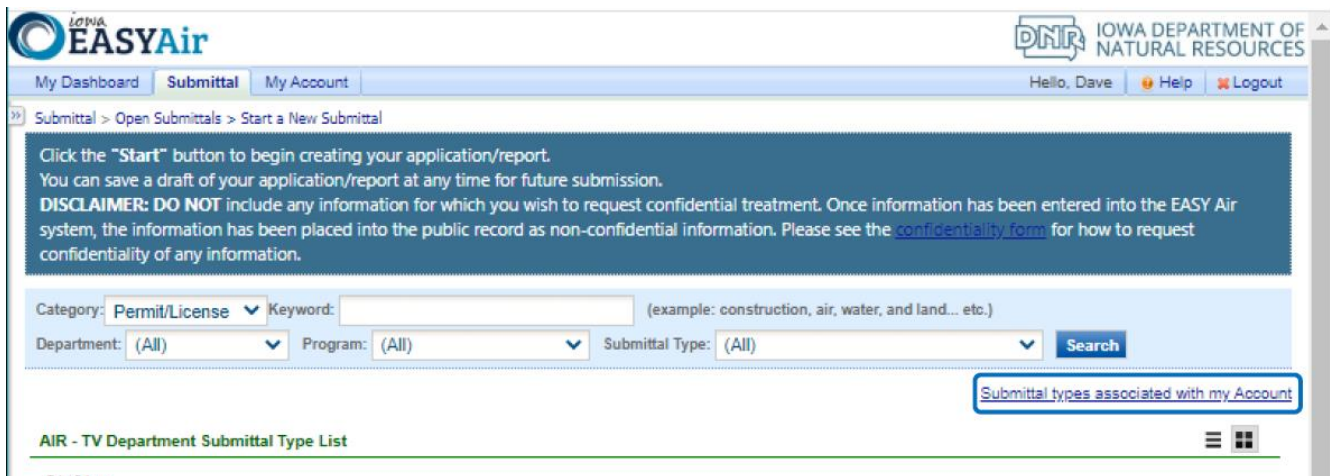 iowa
EASYAir
DNR IOWA DEPARTMENT OF
NATURAL RESOURCES
My Dashboard Submittal My Account Hello, Dave Help Logout
Submittal > Open Submittals > Start a New Submittal
Click the "Start" button to begin creating your application/report.
You can save a draft of your application/report at any time for future submission.
DISCLAIMER: DO NOT include any information for which you wish to request confidential treatment. Once information has been entered into the EASY Air
system, the information has been placed into the public record as non-confidential information. Please see the confidentiality form for how to request
confidentiality of any information.
Category: Permit/License Keyword: (example: construction, air, water, and land... etc.)
Department: (All) Program: (All) Submittal Type: (All) Search
Submittal types associated with my Account
AIR - TV Department Submittal Type List